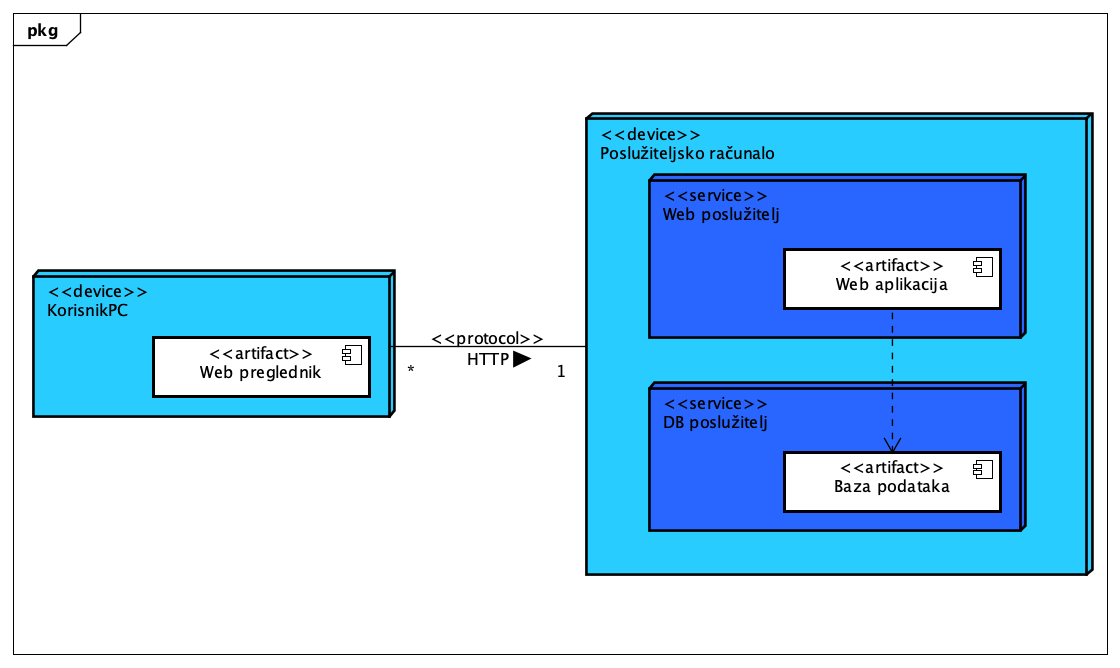 pkg
<<device>>
KorisnikPC
<<artifact>>
Web preglednik
<<protocol>>
HTTP
*
1
<<device>>
Poslužiteljsko računalo
<<service>>
Web poslužitelj
<<artifact>>
Web aplikacija
<<service>>
DB poslužitelj
<<artifact>>
Baza podataka